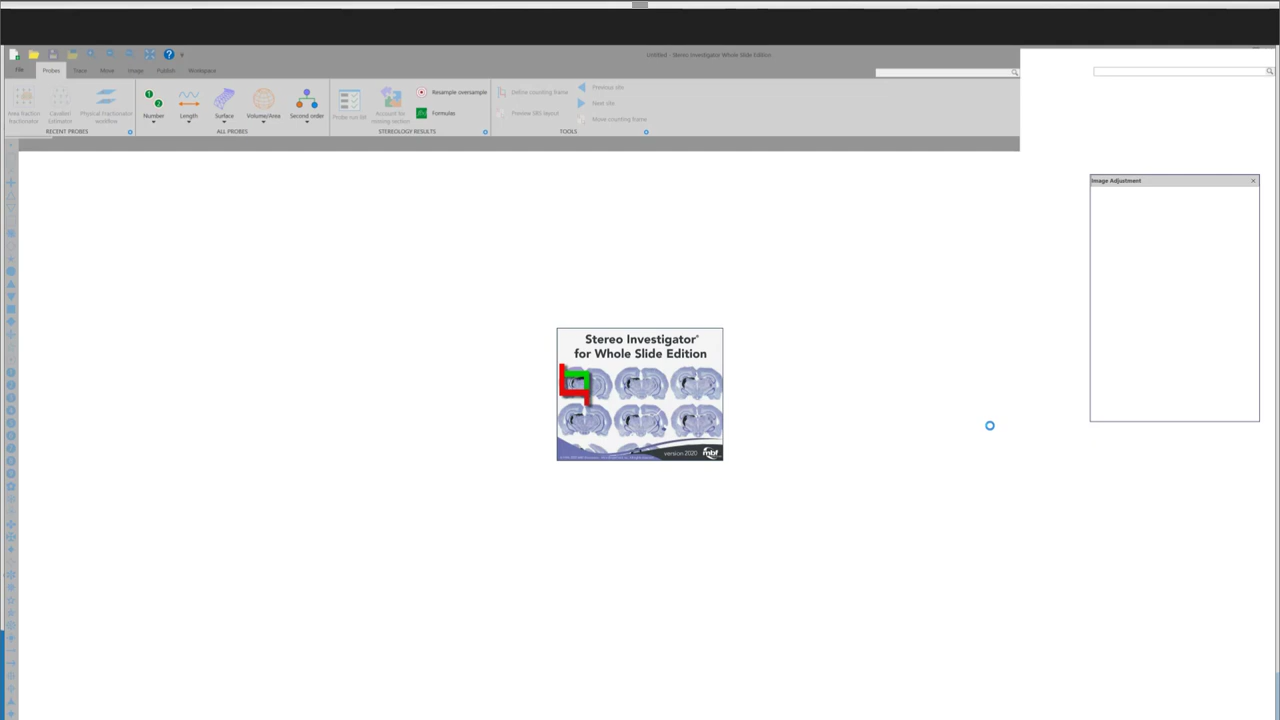 Untitled - Stereo Investigator Whole Slide Edition
File Probes Trace Move Image Publish Workspace
Area fraction fractionator
Cavalieri Estimator
Physical Fractionator workflow
RECENT PROBES
Number
Length
Surface
Volume/Area
Second order
ALL PROBES
Probe run list
Account for missing section
Resample oversample
Formulas
STEREOLOGY RESULTS
Define counting frame
Preview SRS layout
Previous site
Next site
Move counting frame
TOOLS
Image Adjustment
Stereo Investigator®
for Whole Slide Edition
version 2020
mbf